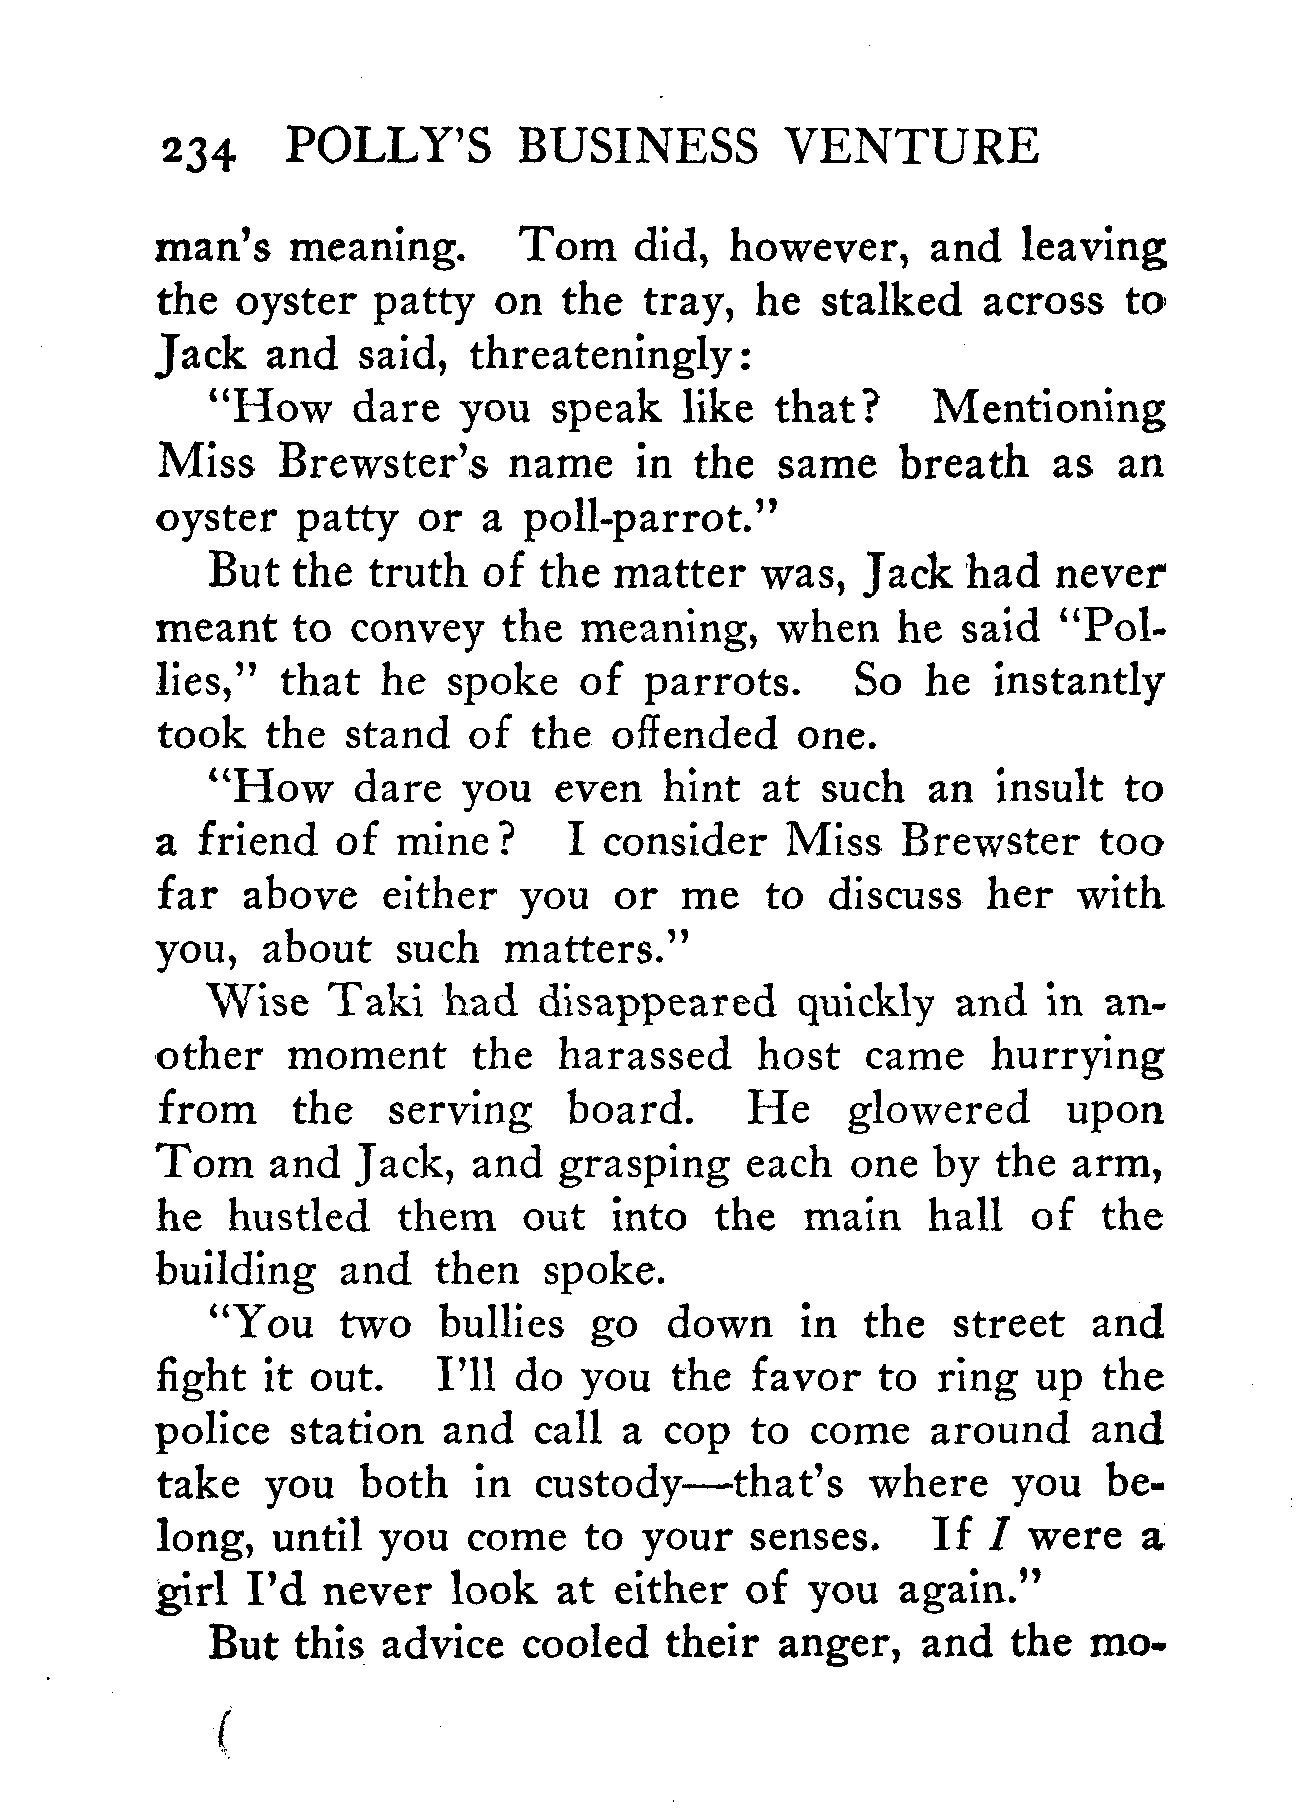 234 POLLY'S BUSINESS VENTURE
man's meaning. Tom did, however, and leaving
the oyster patty on the tray, he stalked across to
Jack and said, threateningly:
"How dare you speak like that? Mentioning
Miss Brewster's name in the same breath as an
oyster patty or a poll-parrot."
But the truth of the matter was, Jack had never
meant to convey the meaning, when he said "Pol-
lies," that he spoke of parrots. So he instantly
took the stand of the offended one.
"How dare you even hint at such an insult to
a friend of mine? I consider Miss Brewster too
far above either you or me to discuss her with
you, about such matters."
Wise Taki had disappeared quickly and in an-
other moment the harassed host came hurrying
from the serving board. He glowered upon
Tom and Jack, and grasping each one by the arm,
he hustled them out into the main hall of the
building and then spoke.
"You two bullies go down in the street and
fight it out. I'll do you the favor to ring up the
police station and call a cop to come around and
take you both in custody—that's where you be-
long, until you come to your senses. If I were a
girl I'd never look at either of you again."
But this advice cooled their anger, and the mo-